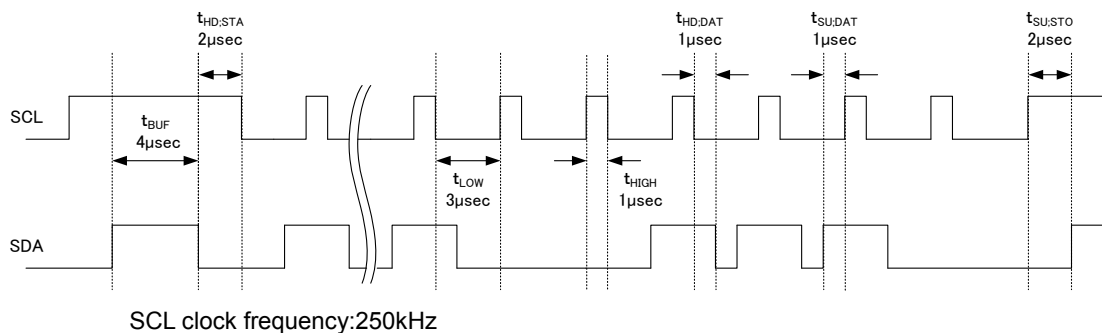 tHD;STA
2μsec
tHD;DAT
1μsec
tSU;DAT
1μsec
tSU;STO
2μsec
SCL
tBUF
4μsec
tLOW
3μsec
tHIGH
1μsec
SDA
SCL clock frequency:250kHz